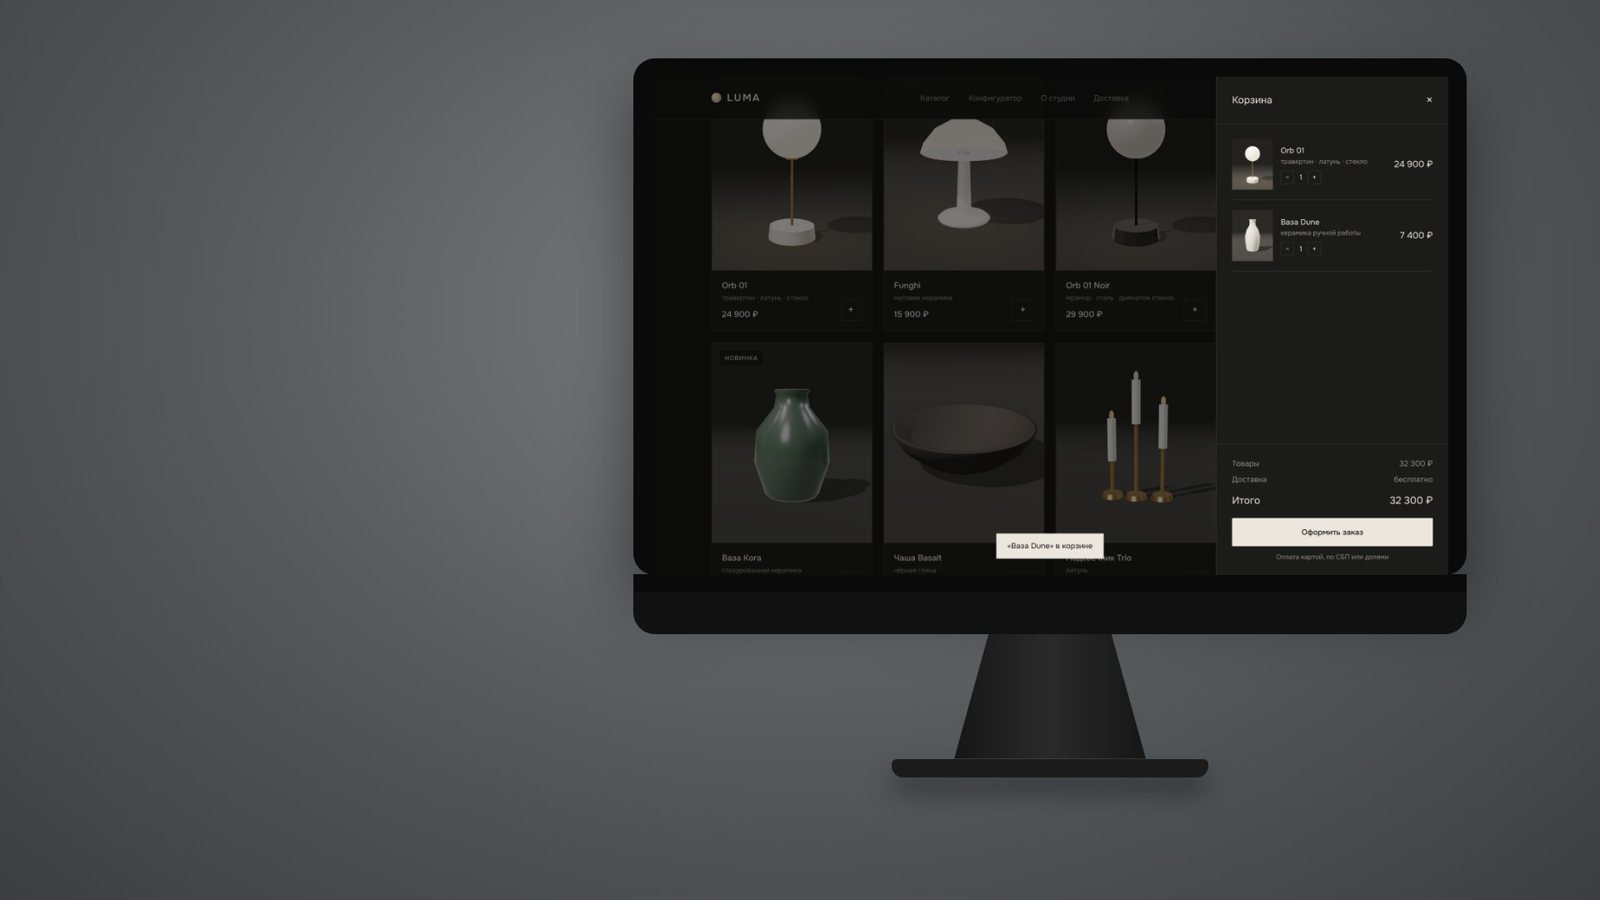 LUMA
Каталог Конфигуратор О студии Доставка
Orb 01
травертин · латунь · стекло
24 900 ₽
+
Funghi
матовая керамика
15 900 ₽
+
Orb 01 Noir
мрамор · сталь · дымчатое стекло
29 900 ₽
+
НОВИНКА
Ваза Kora
глазурованная керамика
Чаша Basalt
чёрная глина
Trio
латунь
«Ваза Dune» в корзине
Корзина ×
Orb 01
травертин · латунь · стекло
− 1 +
24 900 ₽
Ваза Dune
керамика ручной работы
− 1 +
7 400 ₽
Товары 32 300 ₽
Доставка бесплатно
Итого 32 300 ₽
Оформить заказ
Оплата картой, по СБП или долями